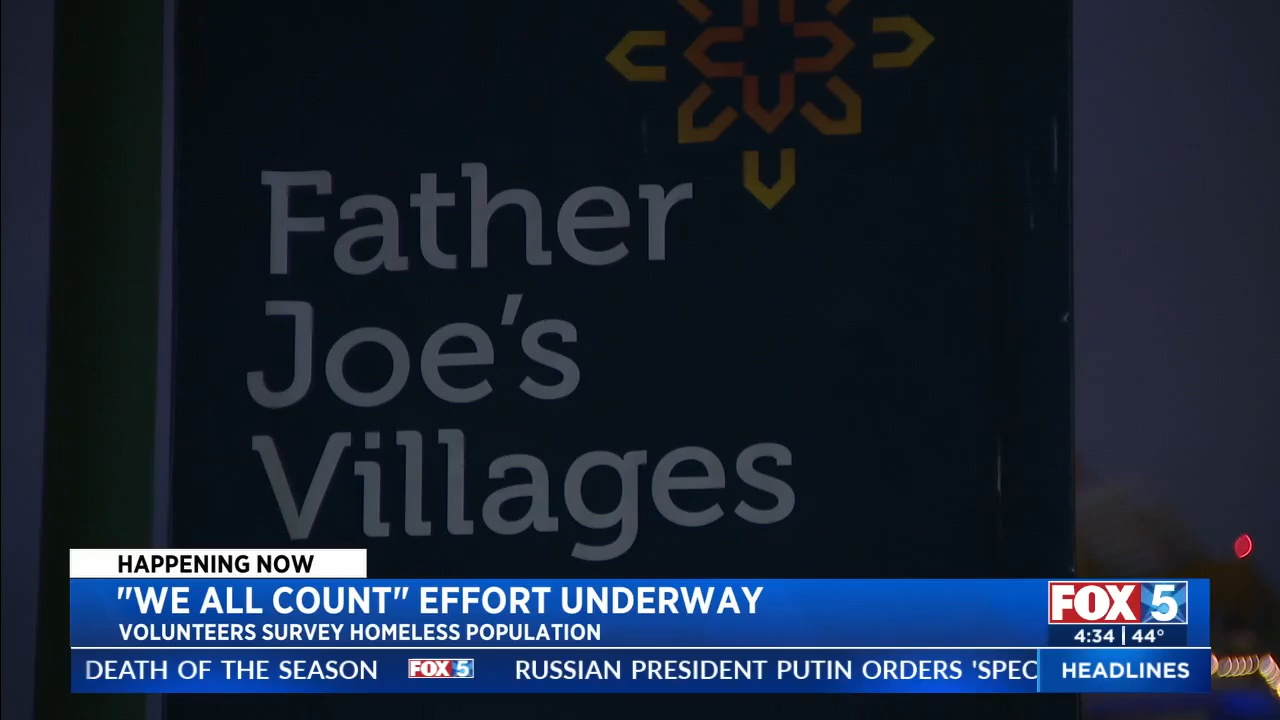 Father
Joe's
Villages
HAPPENING NOW
"WE ALL COUNT" EFFORT UNDERWAY
VOLUNTEERS SURVEY HOMELESS POPULATION
FOX 5
4:34 | 44°
DEATH OF THE SEASON FOX 5 RUSSIAN PRESIDENT PUTIN ORDERS 'SPEC
HEADLINES